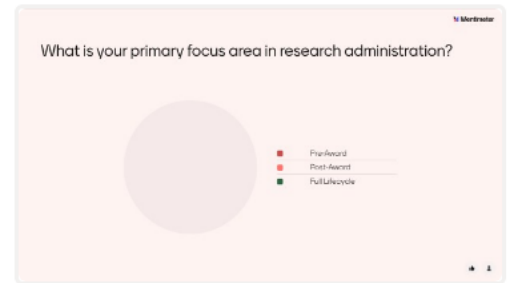 Mentimeter
What is your primary focus area in research administration?
Pre-Award
Post-Award
Full Lifecycle